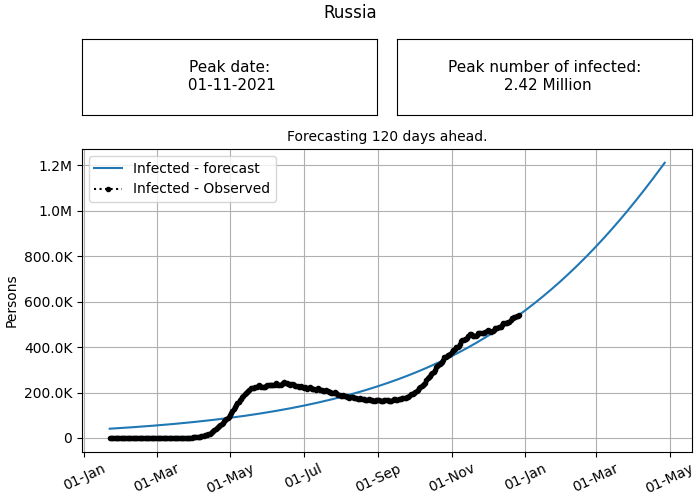 Russia
Peak date:
01-11-2021
Peak number of infected:
2.42 Million
Forecasting 120 days ahead.
Infected - forecast
Infected - Observed
Persons
1.2M
1.0M
800.0K
600.0K
400.0K
200.0K
0
01-Jan
01-Mar
01-May
01-Jul
01-Sep
01-Nov
01-Jan
01-Mar
01-May